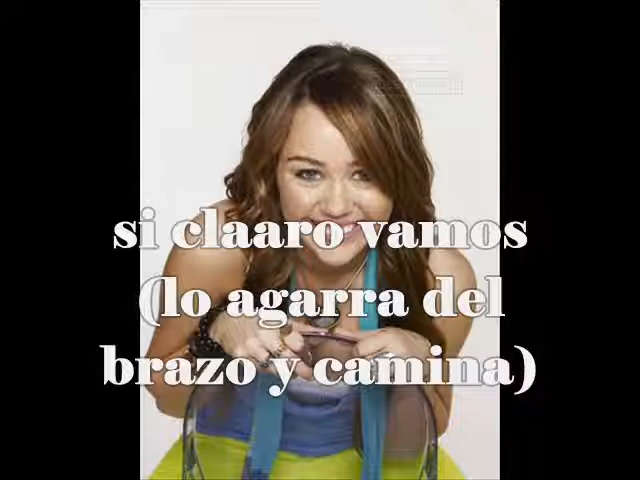 si claaro vamos
(lo agarra del
brazo y camina)